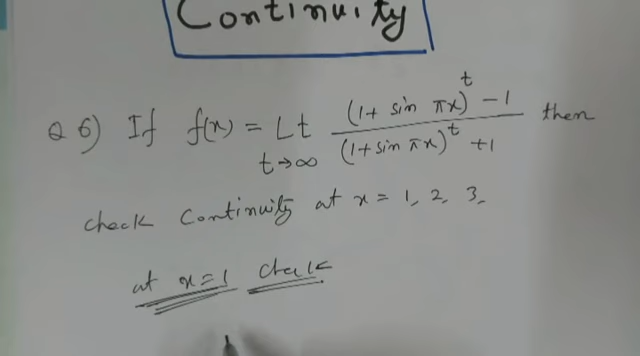 Continuity
Q 6) If f(x) = Lt t→∞ ((1+ sin πx)^t - 1) / ((1+ sin πx)^t + 1) then
check Continuity at x = 1, 2, 3,
at x=1 check